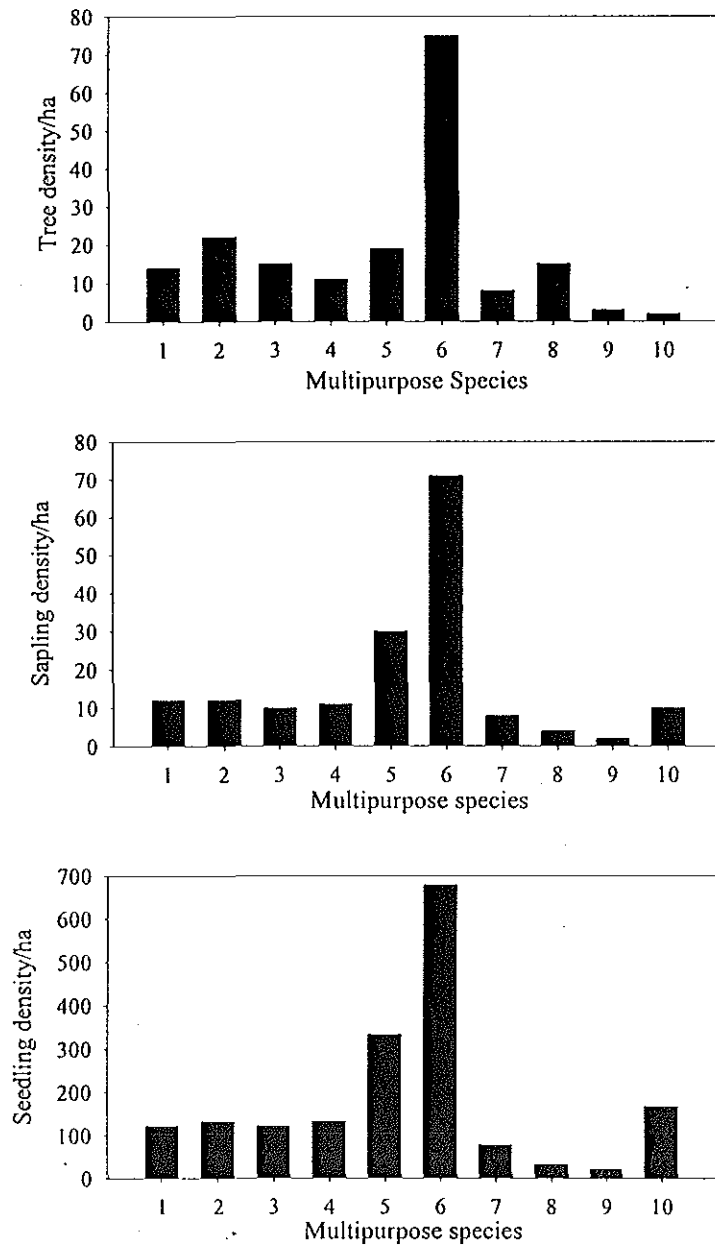 80
70
60
50
40
30
20
10
0
Tree density/ha
1 2 3 4 5 6 7 8 9 10
Multipurpose Species
80
70
60
50
40
30
20
10
0
Sapling density/ha
1 2 3 4 5 6 7 8 9 10
Multipurpose species
700
600
500
400
300
200
100
0
Seedling density/ha
1 2 3 4 5 6 7 8 9 10
Multipurpose species